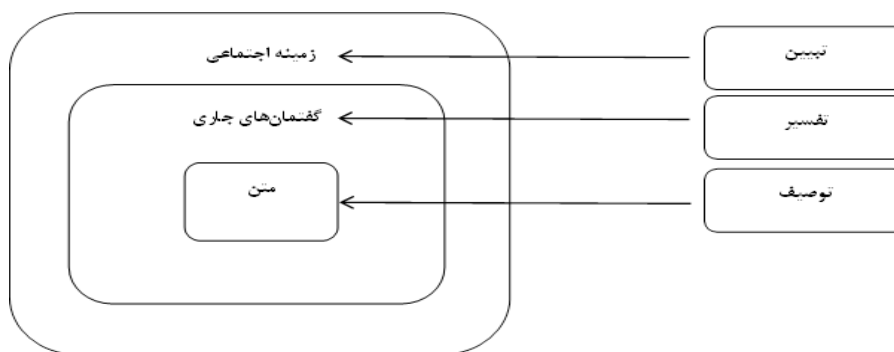 تبیین
زمینه اجتماعی
تفسیر
گفتمان‌های جاری
توصیف
متن